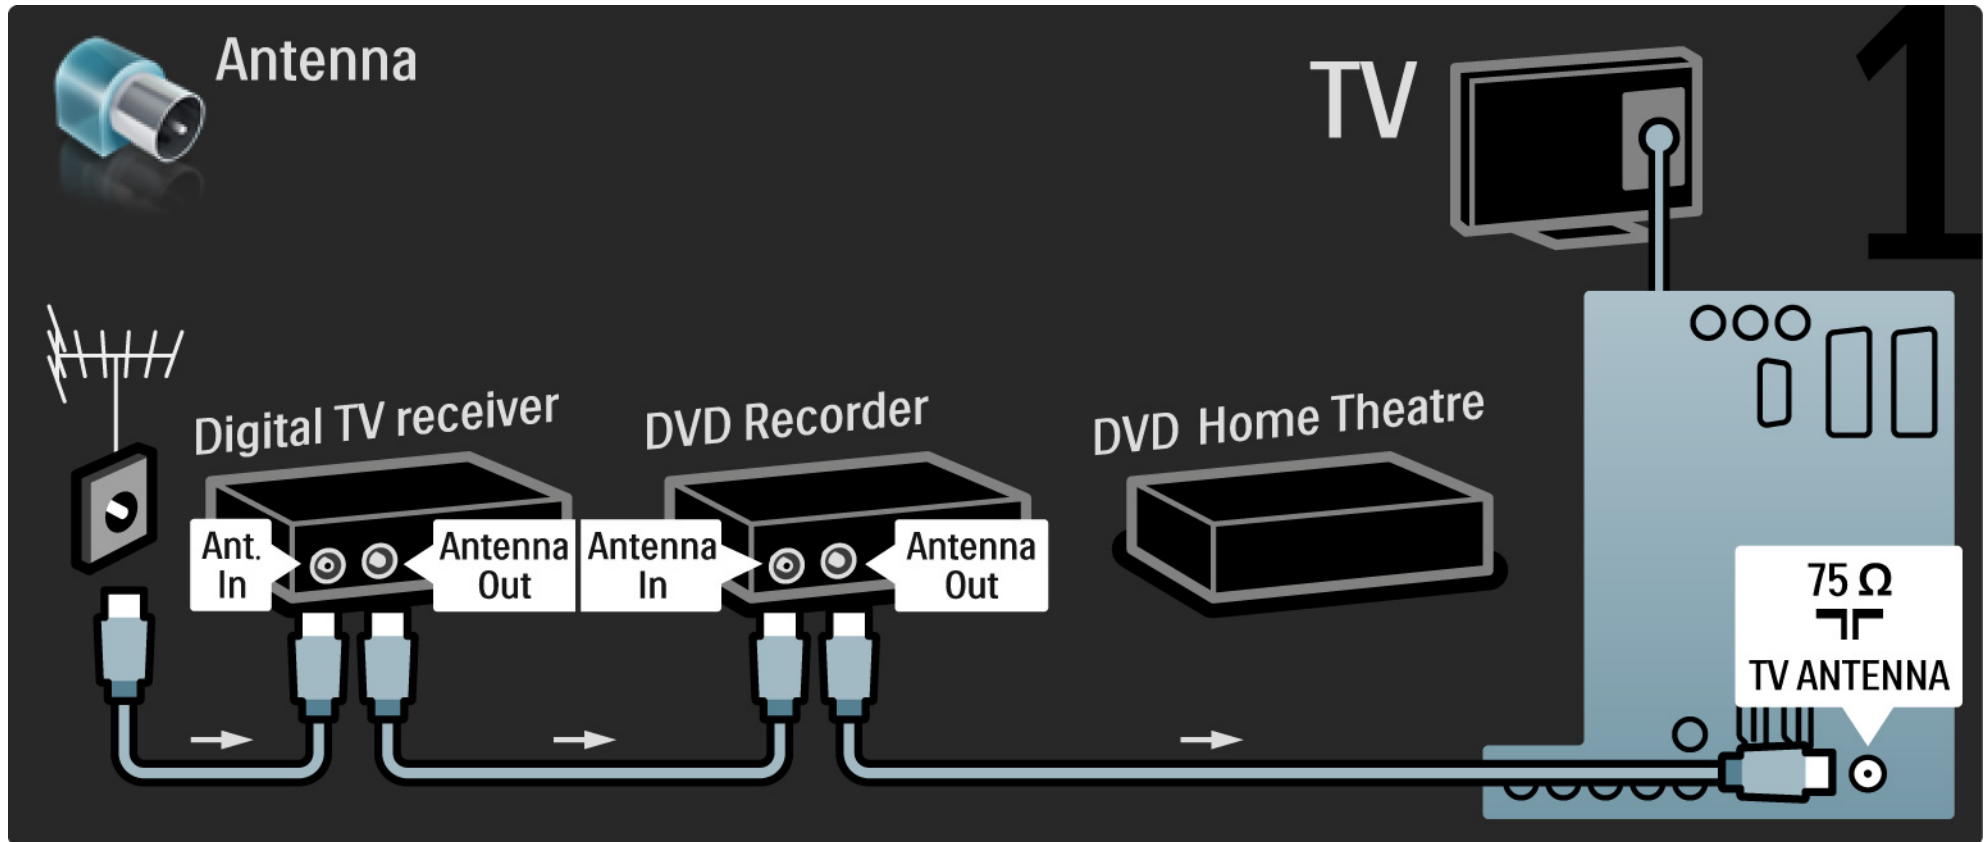 Antenna
TV
1
Digital TV receiver
DVD Recorder
DVD Home Theatre
Ant.
In
Antenna
Out
Antenna
In
Antenna
Out
75 Ω
TV ANTENNA